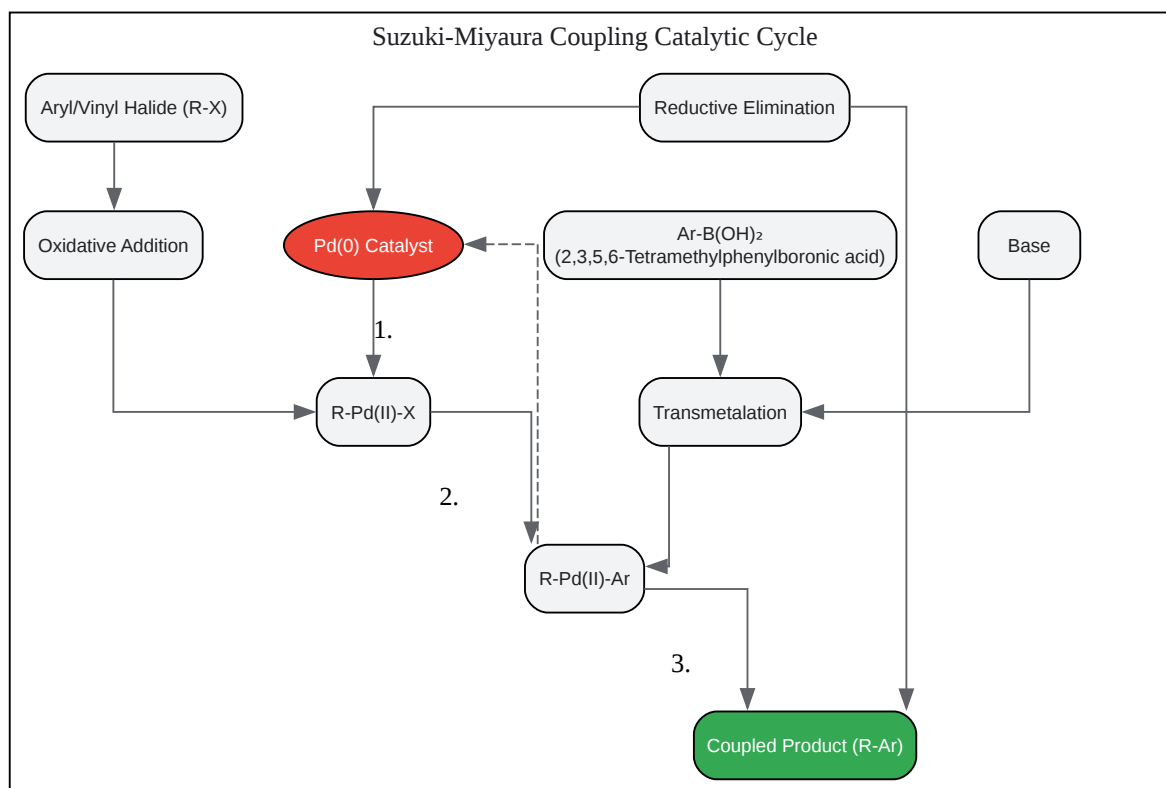 Suzuki-Miyaura Coupling Catalytic Cycle
Aryl/Vinyl Halide (R-X)
Reductive Elimination
Oxidative Addition
Pd(0) Catalyst
Ar-B(OH)₂
(2,3,5,6-Tetramethylphenylboronic acid)
Base
1.
R-Pd(II)-X
Transmetalation
2.
R-Pd(II)-Ar
3.
Coupled Product (R-Ar)